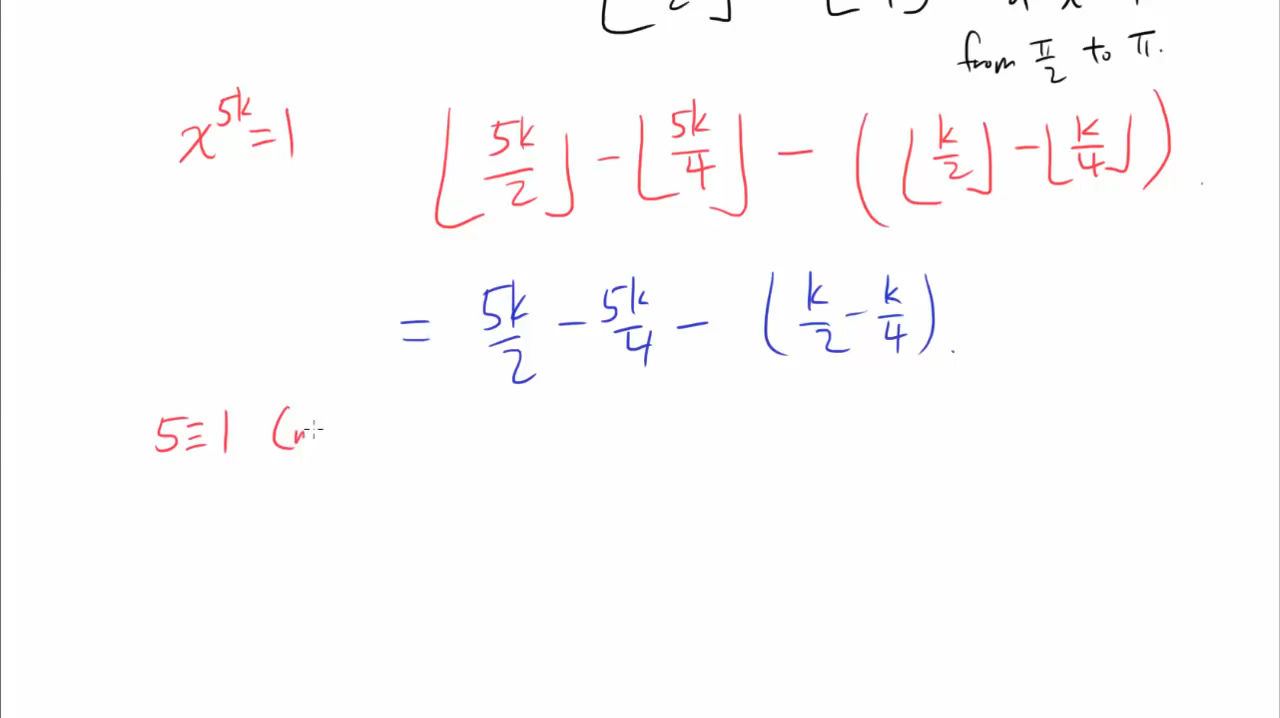 from π/2 to π.
x^{5k} = 1 ⌊5k/2⌋ − ⌊5k/4⌋ − (⌊k/2⌋ − ⌊k/4⌋)
= 5k/2 − 5k/4 − (k/2 − k/4).
5 ≡ 1 (